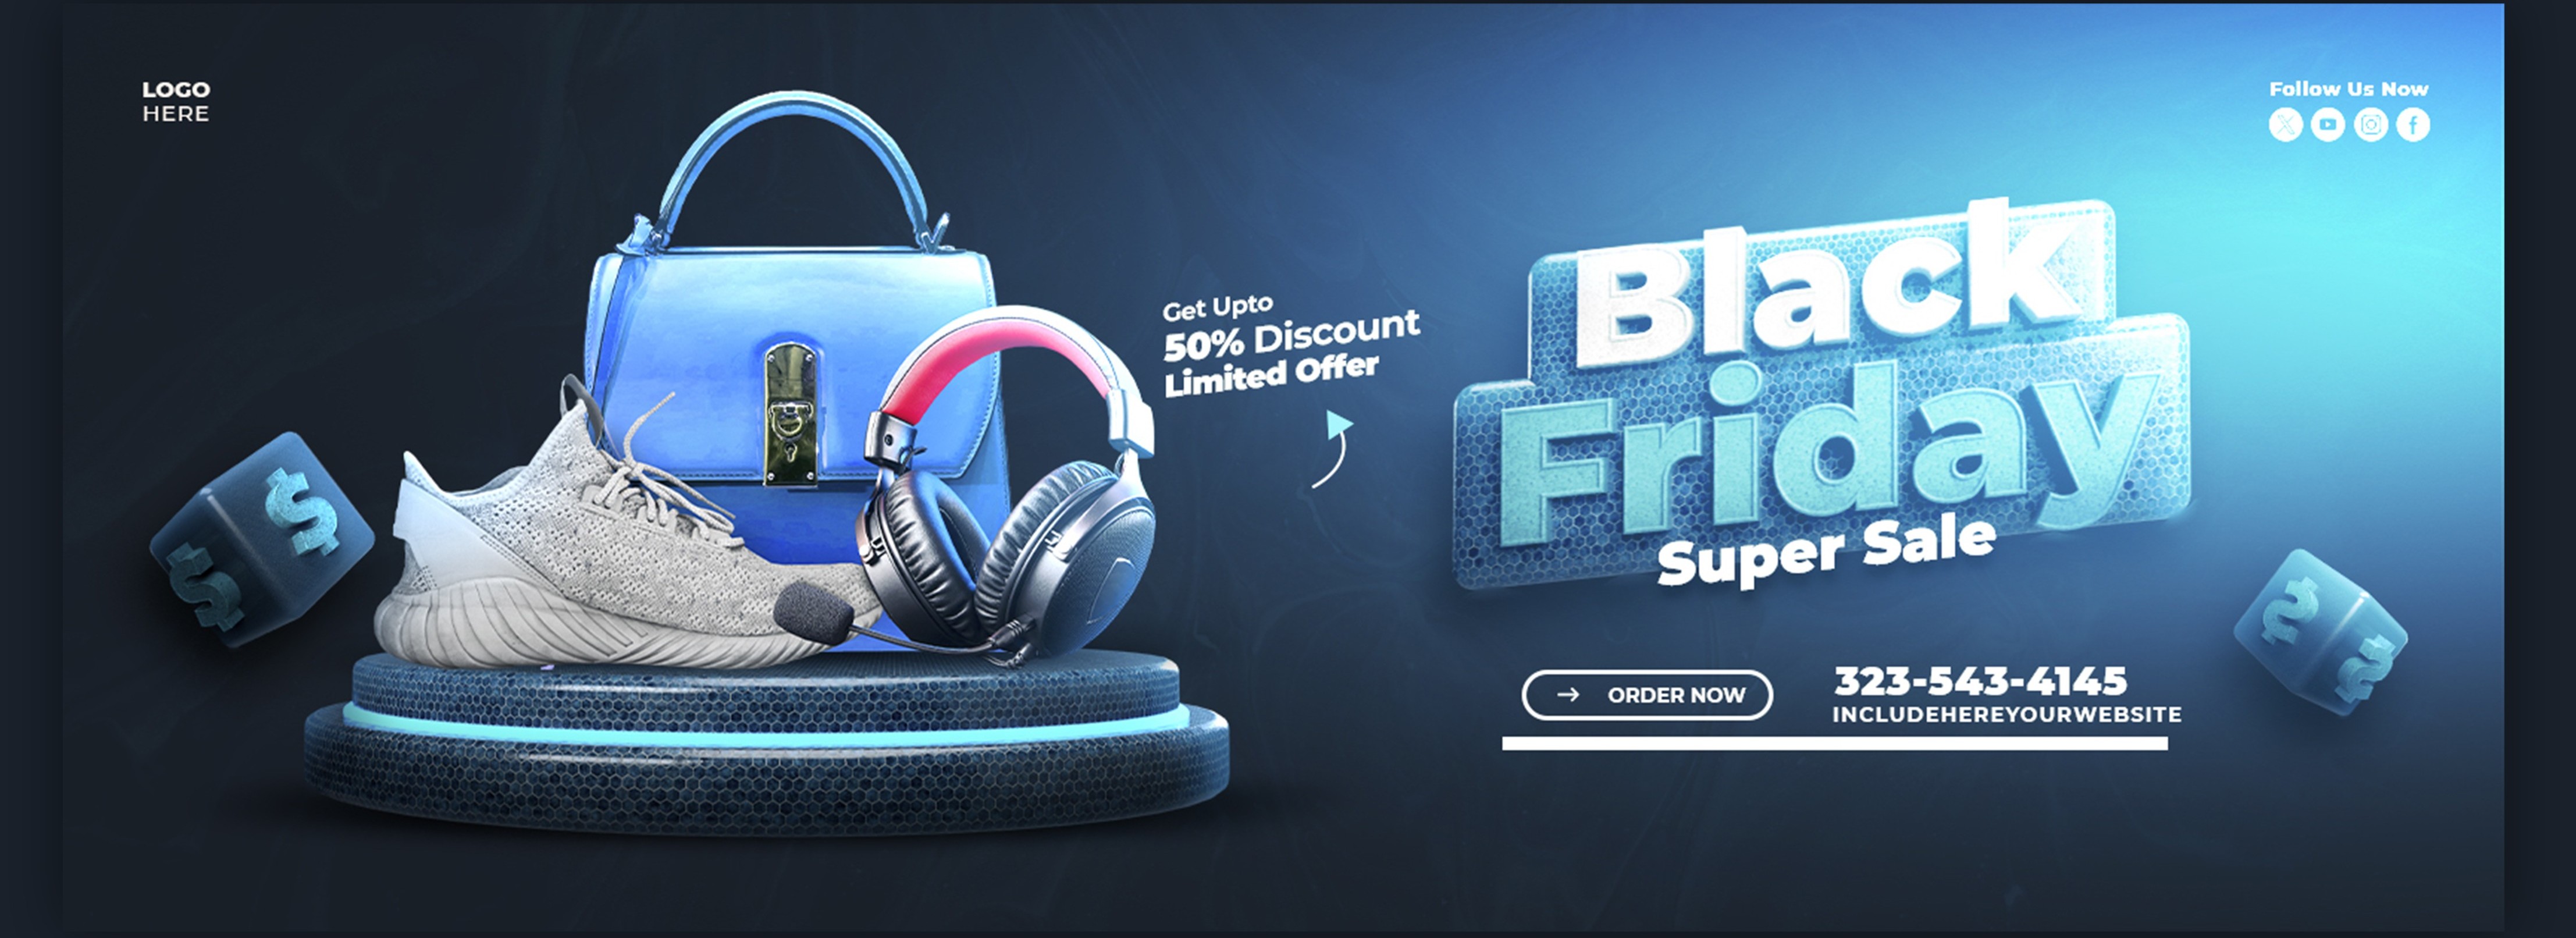 LOGO
HERE
Follow Us Now
Get Upto
50% Discount
Limited Offer
Black
Friday
Super Sale
ORDER NOW
323-543-4145
INCLUDEHEREYOURWEBSITE
$
$
$
$